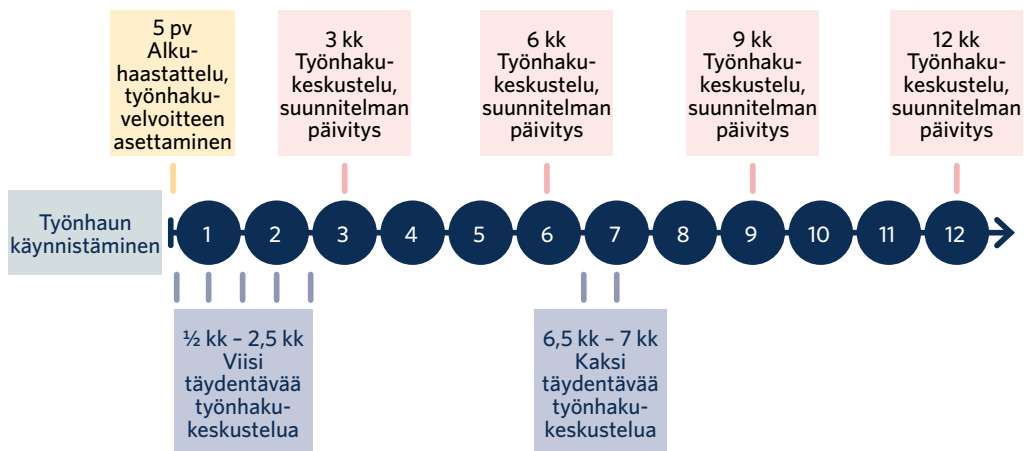 5 pv
Alku-
haastattelu,
työnhaku-
velvoitteen
asettaminen
3 kk
Työnhaku-
keskustelu,
suunnitelman
päivitys
6 kk
Työnhaku-
keskustelu,
suunnitelman
päivitys
9 kk
Työnhaku-
keskustelu,
suunnitelman
päivitys
12 kk
Työnhaku-
keskustelu,
suunnitelman
päivitys
Työnhaun
käynnistäminen
1 2 3 4 5 6 7 8 9 10 11 12
½ kk – 2,5 kk
Viisi
täydentävää
työnhaku-
keskustelua
6,5 kk – 7 kk
Kaksi
täydentävää
työnhaku-
keskustelua